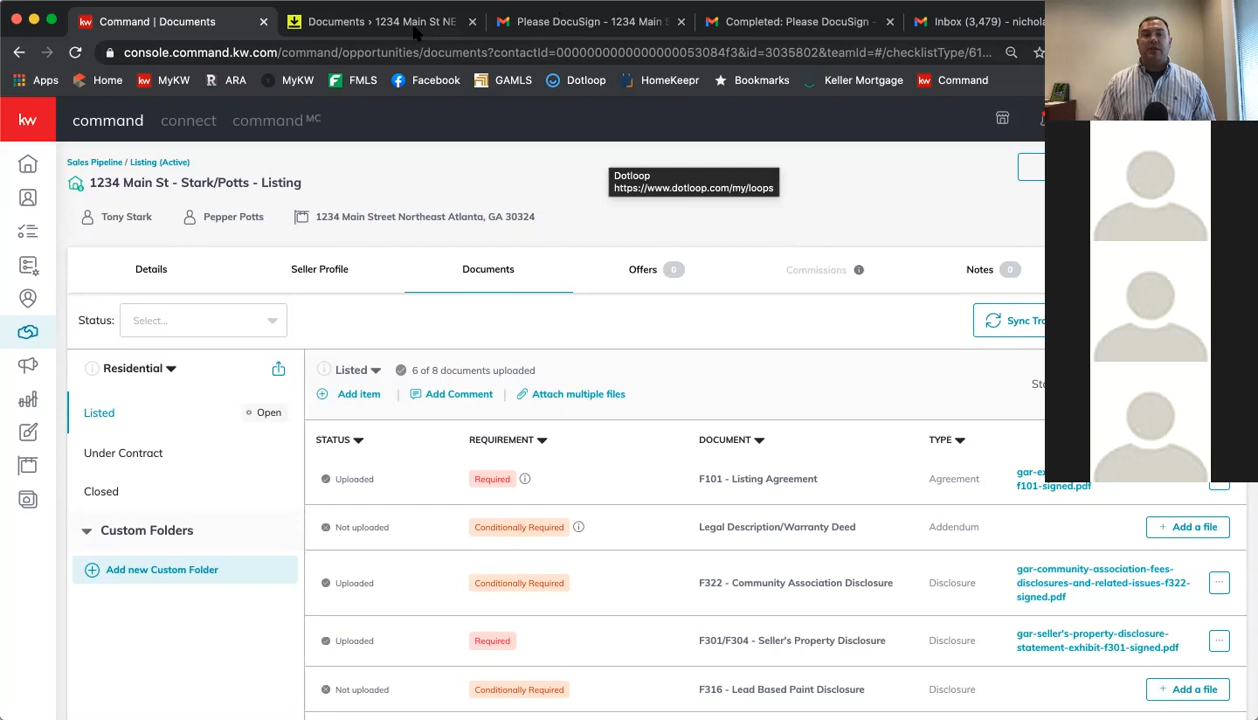 kw Command | Documents × Documents › 1234 Main St NE × Please DocuSign - 1234 Main × Completed: Please DocuSign - × Inbox (3,479) - nichola
console.command.kw.com/command/opportunities/documents?contactId=0000000000000000053084f3&id=3035802&teamId=#/checklistType/61...
Apps Home MyKW ARA MyKW FMLS Facebook GAMLS Dotloop HomeKeepr Bookmarks Keller Mortgage Command
kw command connect command MC
Sales Pipeline / Listing (Active)
1234 Main St - Stark/Potts - Listing
Dotloop
https://www.dotloop.com/my/loops
Tony Stark Pepper Potts 1234 Main Street Northeast Atlanta, GA 30324
Details Seller Profile Documents Offers 0 Commissions Notes 0
Status: Select... Sync Tra
Residential Listed 6 of 8 documents uploaded
Add item | Add Comment | Attach multiple files
Listed Open
Under Contract
Closed
Custom Folders
Add new Custom Folder
STATUS REQUIREMENT DOCUMENT TYPE
Uploaded Required F101 - Listing Agreement Agreement gar-ex
f101-signed.pdf
Not uploaded Conditionally Required Legal Description/Warranty Deed Addendum + Add a file
Uploaded Conditionally Required F322 - Community Association Disclosure Disclosure gar-community-association-fees-
disclosures-and-related-issues-f322-
signed.pdf
Uploaded Required F301/F304 - Seller's Property Disclosure Disclosure gar-seller's-property-disclosure-
statement-exhibit-f301-signed.pdf
Not uploaded Conditionally Required F316 - Lead Based Paint Disclosure Disclosure + Add a file